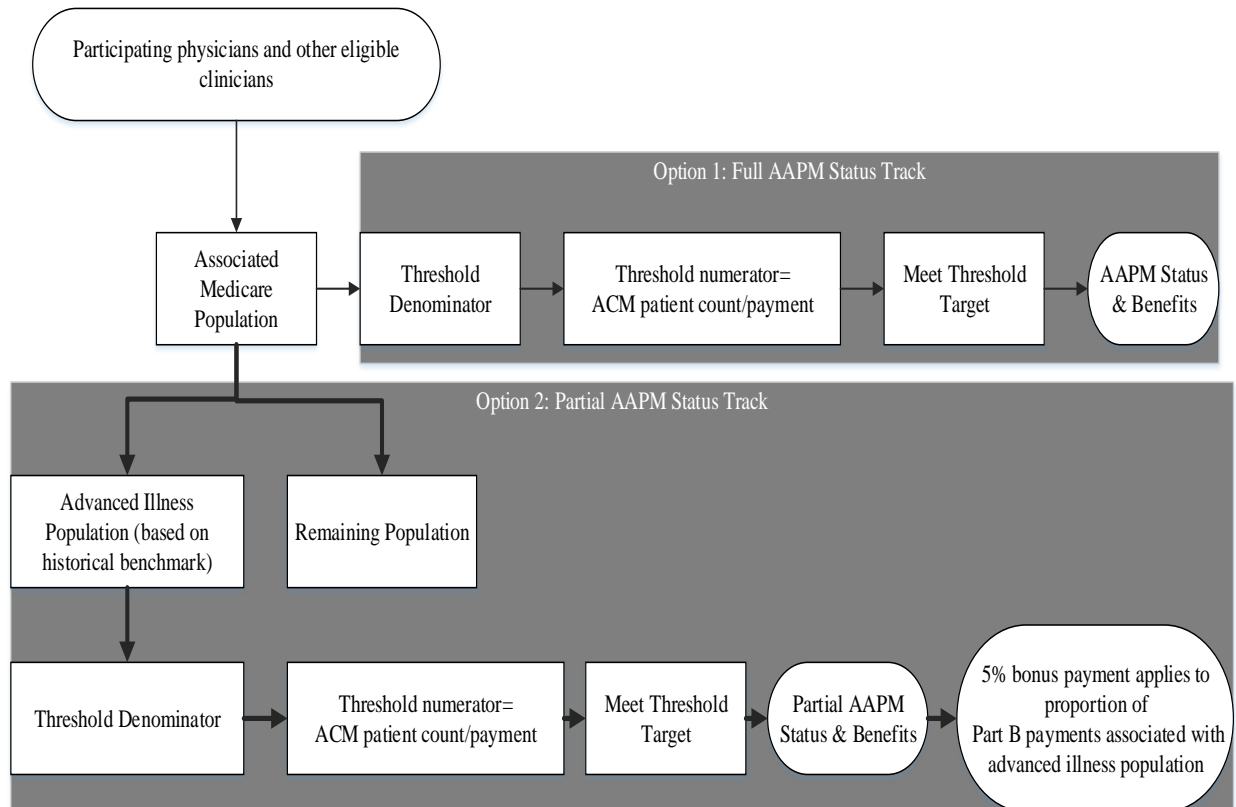 Participating physicians and other eligible
clinicians
Option 1: Full AAPM Status Track
Associated
Medicare
Population
Threshold
Denominator
Threshold numerator=
ACM patient count/payment
Meet Threshold
Target
AAPM Status
& Benefits
Option 2: Partial AAPM Status Track
Advanced Illness
Population (based on
historical benchmark)
Remaining Population
Threshold Denominator
Threshold numerator=
ACM patient count/payment
Meet Threshold
Target
Partial AAPM
Status & Benefits
5% bonus payment applies to
proportion of
Part B payments associated with
advanced illness population